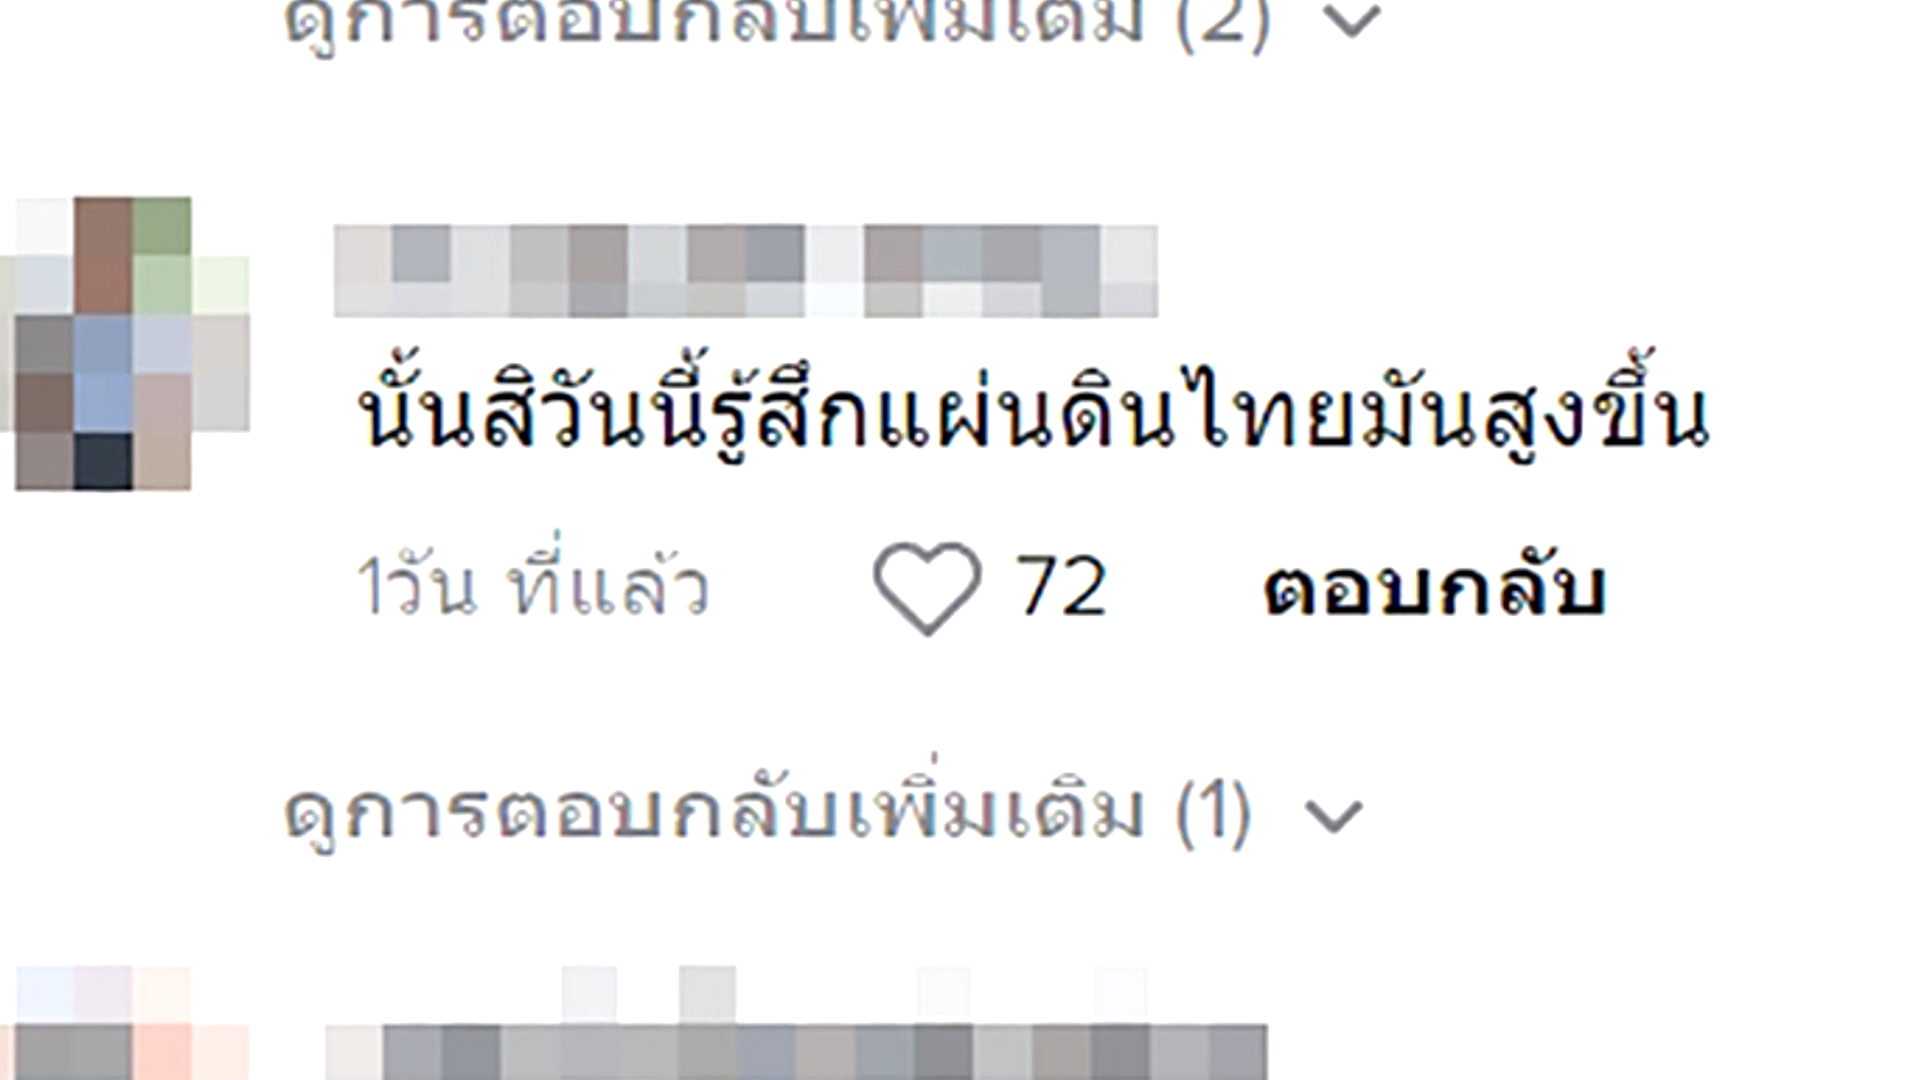 ดูการตอบกลับเพิ่มเติม (2)
นั้นสิวันนี้รู้สึกแผ่นดินไทยมันสูงขึ้น
1วัน ที่แล้ว 72 ตอบกลับ
ดูการตอบกลับเพิ่มเติม (1)